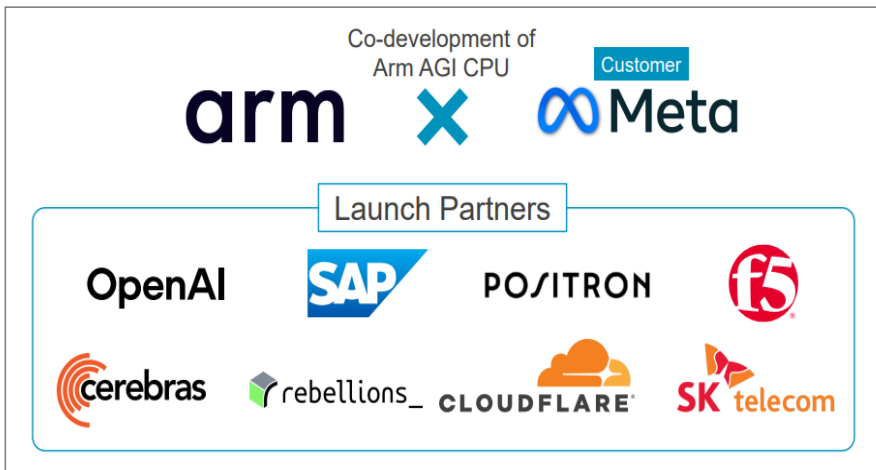 Co-development of
Arm AGI CPU
Customer
arm
Meta
Launch Partners
OpenAI
SAP
POSITRON
f5
cerebras
rebellions_
CLOUDFLARE
SK telecom